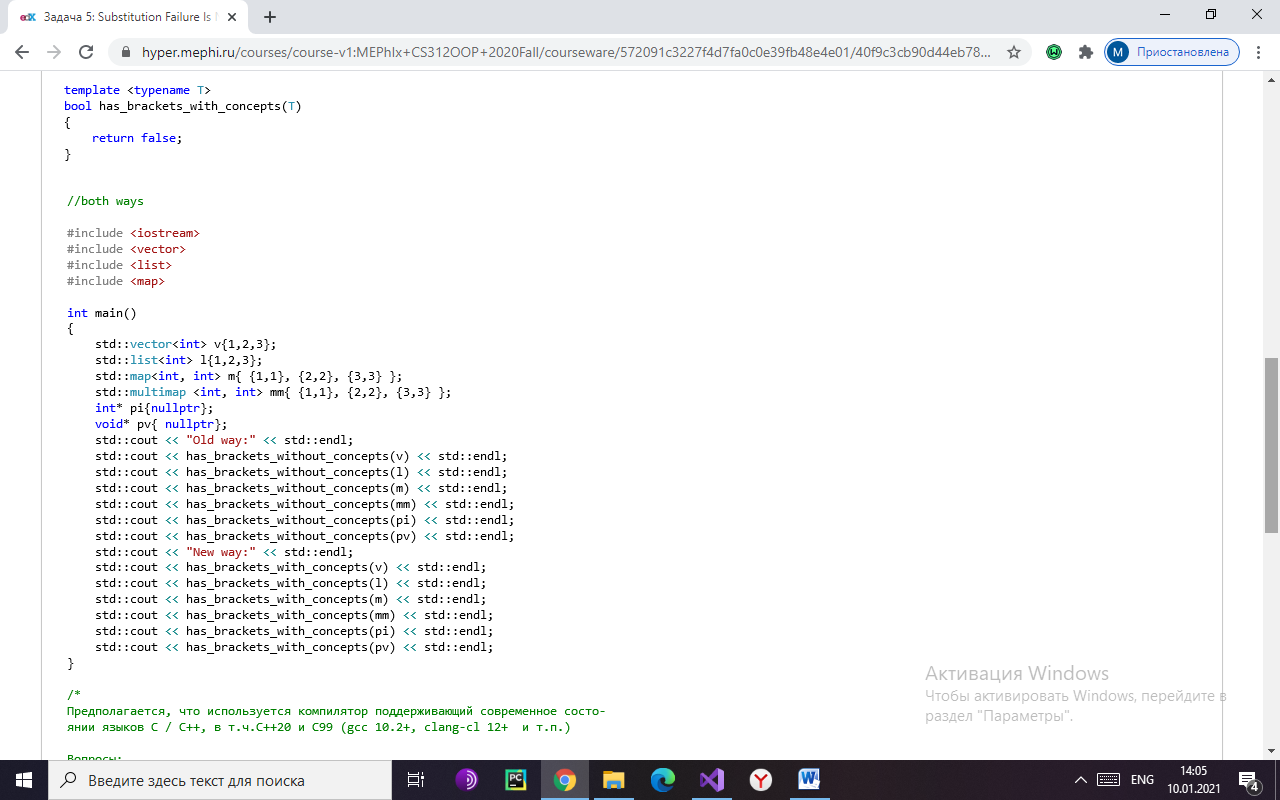 Задача 5: Substitution Failure Is
hyper.mephi.ru/courses/course-v1:MEPhIx+CS312OOP+2020Fall/courseware/572091c3227f4d7fa0c0e39fb48e4e01/40f9c3cb90d44eb78...
M Приостановлена
template <typename T>
bool has_brackets_with_concepts(T)
{
    return false;
}
//both ways
#include <iostream>
#include <vector>
#include <list>
#include <map>
int main()
{
    std::vector<int> v{1,2,3};
    std::list<int> l{1,2,3};
    std::map<int, int> m{ {1,1}, {2,2}, {3,3} };
    std::multimap <int, int> mm{ {1,1}, {2,2}, {3,3} };
    int* pi{nullptr};
    void* pv{ nullptr};
    std::cout << "Old way:" << std::endl;
    std::cout << has_brackets_without_concepts(v) << std::endl;
    std::cout << has_brackets_without_concepts(l) << std::endl;
    std::cout << has_brackets_without_concepts(m) << std::endl;
    std::cout << has_brackets_without_concepts(mm) << std::endl;
    std::cout << has_brackets_without_concepts(pi) << std::endl;
    std::cout << has_brackets_without_concepts(pv) << std::endl;
    std::cout << "New way:" << std::endl;
    std::cout << has_brackets_with_concepts(v) << std::endl;
    std::cout << has_brackets_with_concepts(l) << std::endl;
    std::cout << has_brackets_with_concepts(m) << std::endl;
    std::cout << has_brackets_with_concepts(mm) << std::endl;
    std::cout << has_brackets_with_concepts(pi) << std::endl;
    std::cout << has_brackets_with_concepts(pv) << std::endl;
}
/*
Предполагается, что используется компилятор поддерживающий современное состо-
янии языков C / C++, в т.ч.C++20 и C99 (gcc 10.2+, clang-cl 12+  и т.п.)
Вопросы:
Активация Windows
Чтобы активировать Windows, перейдите в
раздел "Параметры".
Введите здесь текст для поиска
ENG
14:05
10.01.2021
4